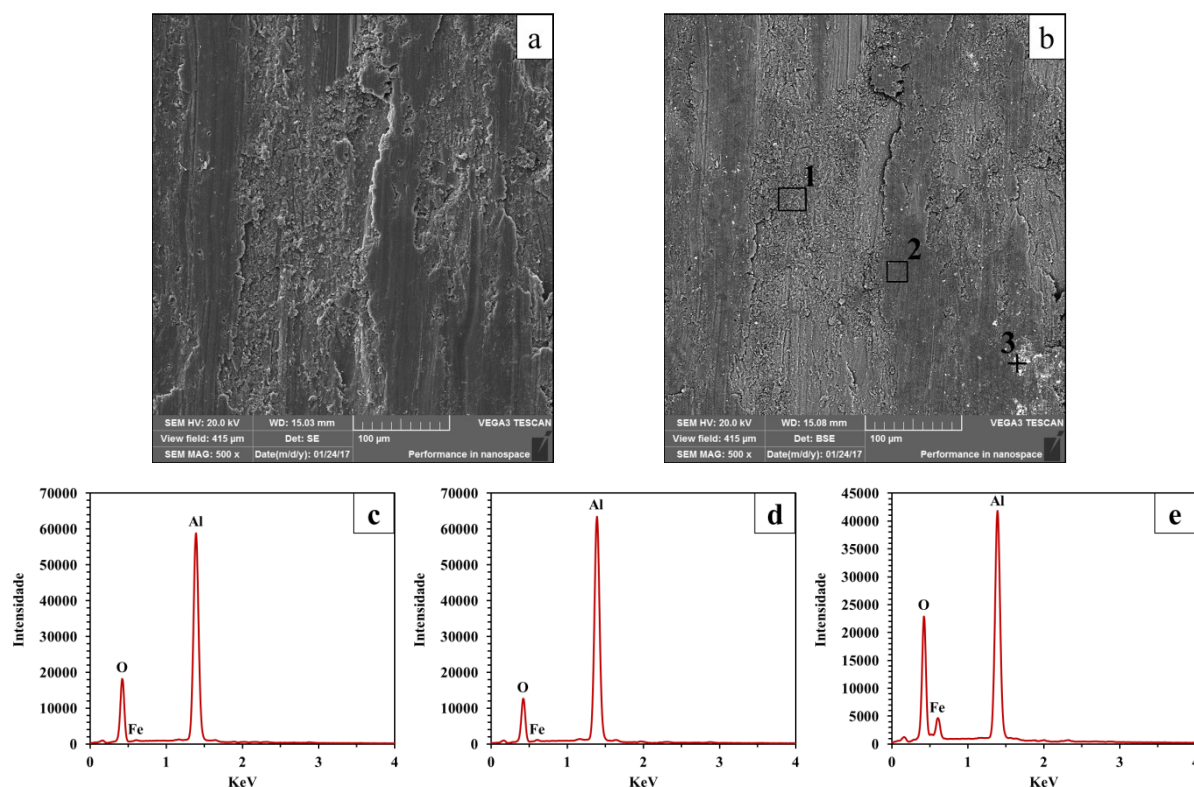 a
SEM HV: 20.0 kV WD: 15.03 mm VEGA3 TESCAN
View field: 415 µm Det: SE 100 µm
SEM MAG: 500 x Date(m/d/y): 01/24/17 Performance in nanospace
b
1
2
3
SEM HV: 20.0 kV WD: 15.08 mm VEGA3 TESCAN
View field: 415 µm Det: BSE 100 µm
SEM MAG: 500 x Date(m/d/y): 01/24/17 Performance in nanospace
c
Intensidade
70000
60000
50000
40000
30000
20000
10000
0
O
Fe
Al
0 1 2 3 4
KeV
d
Intensidade
70000
60000
50000
40000
30000
20000
10000
0
O
Fe
Al
0 1 2 3 4
KeV
e
Intensidade
45000
40000
35000
30000
25000
20000
15000
10000
5000
0
O
Fe
Al
0 1 2 3 4
KeV